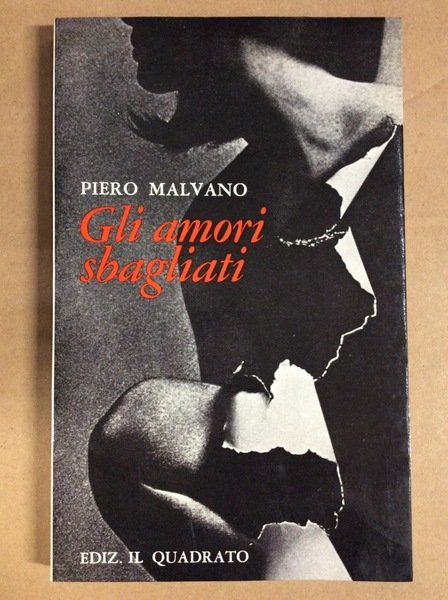 PIERO MALVANO
Gli amori
sbagliati
EDIZ. IL QUADRATO